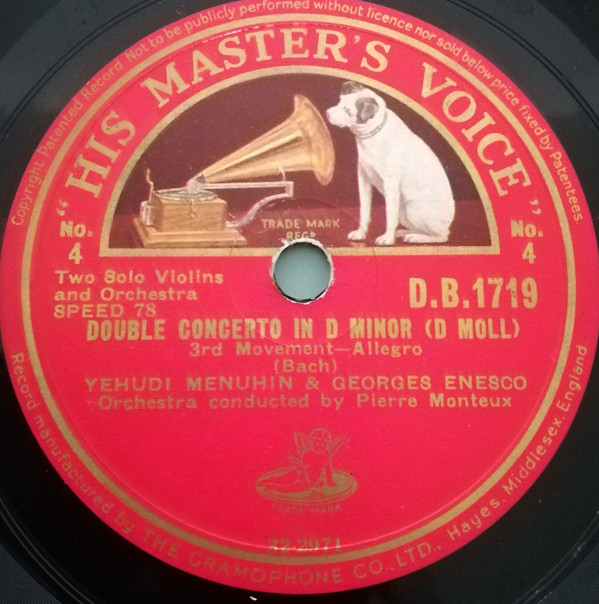 Copyright. Patented Record. Not to be publicly performed without licence nor sold below price fixed by Patentees.
"HIS MASTER'S VOICE"
TRADE MARK
REGD
No. 4
No. 4
Two Solo Violins
and Orchestra
SPEED 78
D.B.1719
DOUBLE CONCERTO IN D MINOR (D MOLL)
3rd Movement—Allegro
(Bach)
YEHUDI MENUHIN & GEORGES ENESCO
Orchestra conducted by Pierre Monteux
TRADE MARK
32-2971
Record manufactured by THE GRAMOPHONE CO., LTD., Hayes, Middlesex, England.